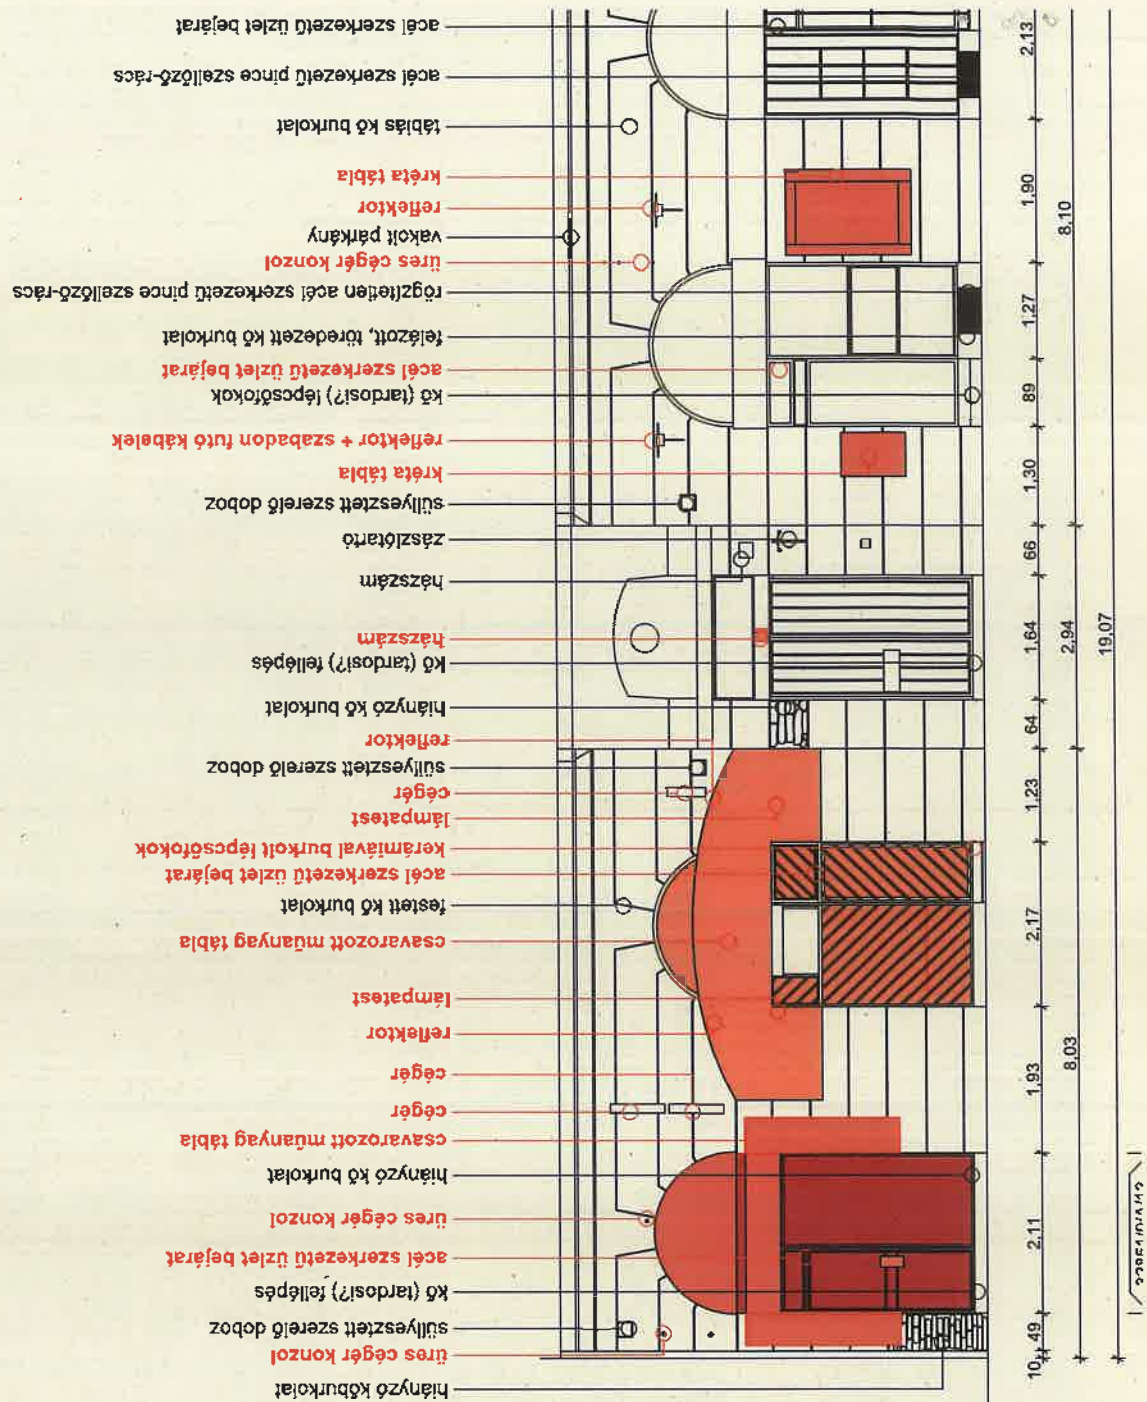 acél szerkezetű üzlet bejárat
acél szerkezetű pince szellőző-rács
táblás kő burkolat
kréta tábla
reflektor
vakolt párkány
üres cégér konzol
rögzítetlen acél szerkezetű pince szellőző-rács
felázott, töredezett kő burkolat
acél szerkezetű üzlet bejárat
kő (tardosi?) lépcsőfokok
reflektor + szabadon futó kábelek
kréta tábla
süllyesztett szerelő doboz
zászlótartó
házszám
házszám
kő (tardosi?) fellépés
hiányzó kő burkolat
reflektor
süllyesztett szerelő doboz
cégér
lámpatest
kerámiával burkolt lépcsőfokok
acél szerkezetű üzlet bejárat
festett kő burkolat
csavarozott műanyag tábla
lámpatest
reflektor
cégér
cégér
csavarozott műanyag tábla
hiányzó kő burkolat
üres cégér konzol
acél szerkezetű üzlet bejárat
kő (tardosi?) fellépés
süllyesztett szerelő doboz
üres cégér konzol
hiányzó kőburkolat
2,13
1,90
1,27
89
1,30
66
1,64
64
1,23
2,17
1,93
2,11
49
10
8,10
2,94
8,03
19,07